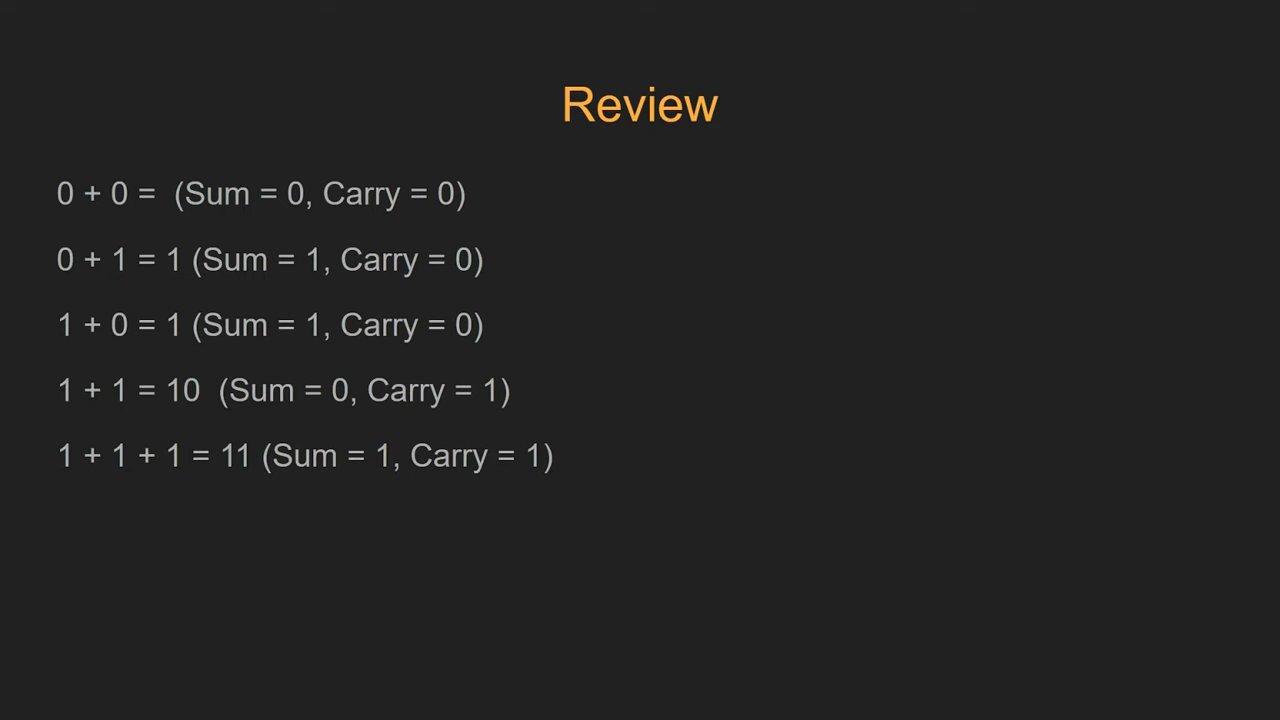 Review
0 + 0 =  (Sum = 0, Carry = 0)
0 + 1 = 1 (Sum = 1, Carry = 0)
1 + 0 = 1 (Sum = 1, Carry = 0)
1 + 1 = 10  (Sum = 0, Carry = 1)
1 + 1 + 1 = 11 (Sum = 1, Carry = 1)